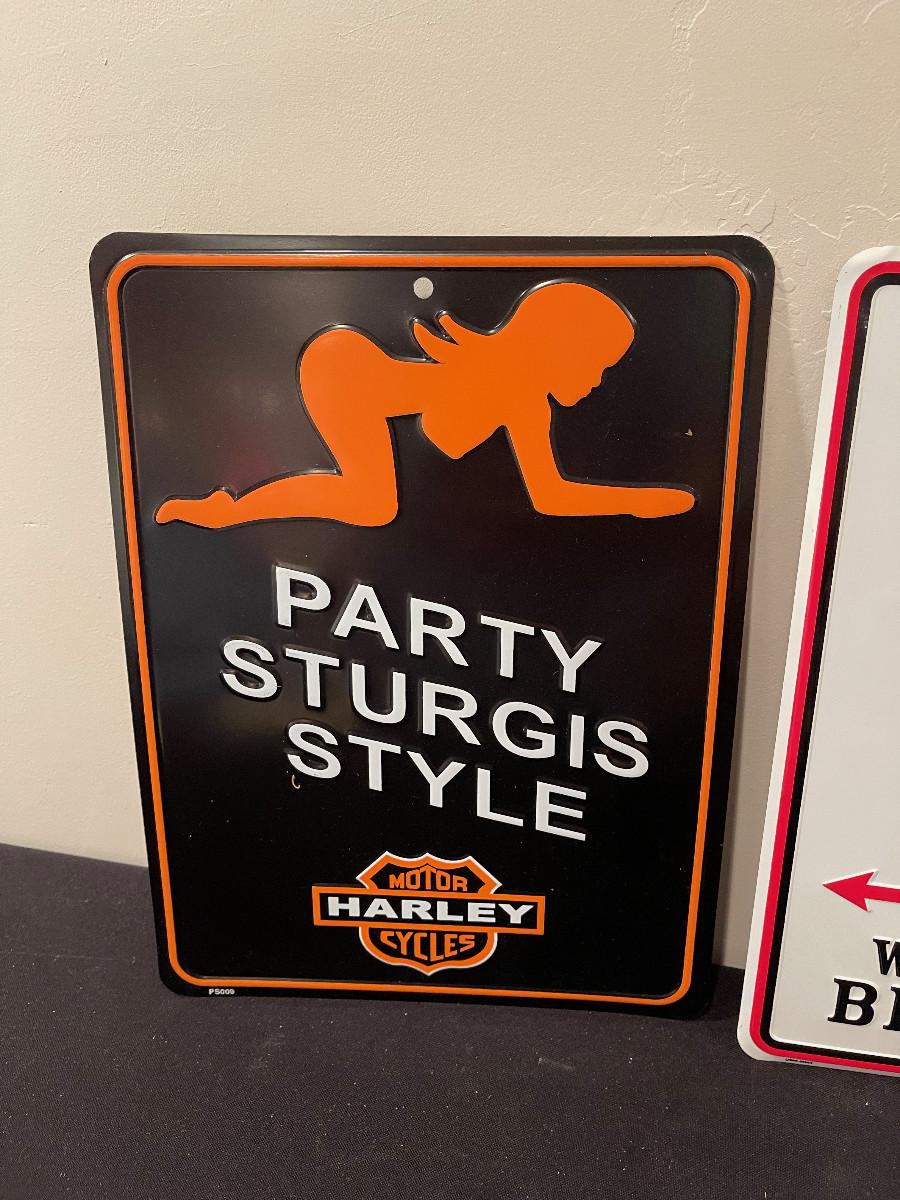 PARTY
STURGIS
STYLE
MOTOR
HARLEY
CYCLES
PS009